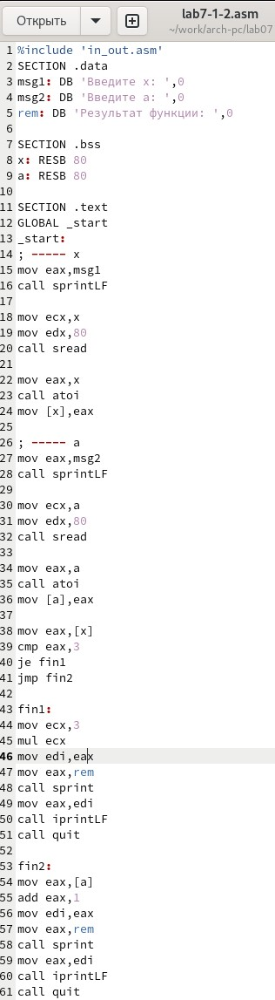 Открыть
lab7-1-2.asm
~/work/arch-pc/lab07
1 %include 'in_out.asm'
2 SECTION .data
3 msg1: DB 'Введите x: ',0
4 msg2: DB 'Введите a: ',0
5 rem: DB 'Результат функции: ',0
6
7 SECTION .bss
8 x: RESB 80
9 a: RESB 80
10
11 SECTION .text
12 GLOBAL _start
13 _start:
14 ; ----- x
15 mov eax,msg1
16 call sprintLF
17
18 mov ecx,x
19 mov edx,80
20 call sread
21
22 mov eax,x
23 call atoi
24 mov [x],eax
25
26 ; ----- a
27 mov eax,msg2
28 call sprintLF
29
30 mov ecx,a
31 mov edx,80
32 call sread
33
34 mov eax,a
35 call atoi
36 mov [a],eax
37
38 mov eax,[x]
39 cmp eax,3
40 je fin1
41 jmp fin2
42
43 fin1:
44 mov ecx,3
45 mul ecx
46 mov edi,eax
47 mov eax,rem
48 call sprint
49 mov eax,edi
50 call iprintLF
51 call quit
52
53 fin2:
54 mov eax,[a]
55 add eax,1
56 mov edi,eax
57 mov eax,rem
58 call sprint
59 mov eax,edi
60 call iprintLF
61 call quit